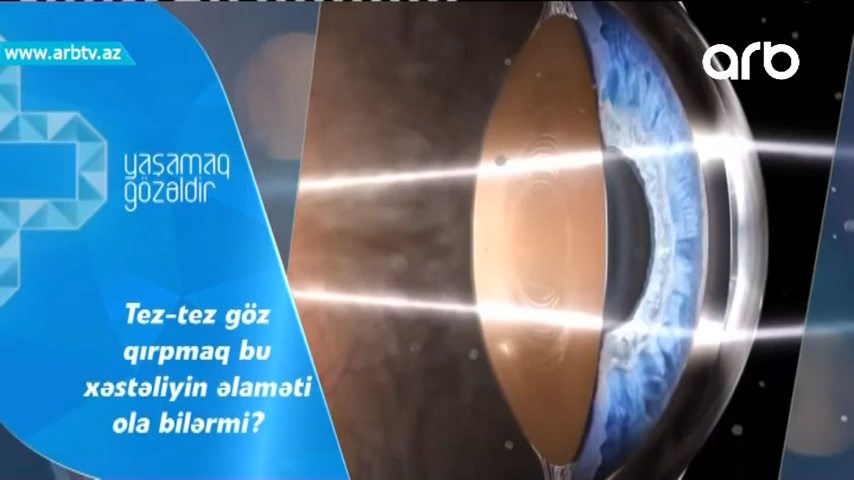 www.arbtv.az
arb
yaşamaq
gözəldir
Tez-tez göz
qırpmaq bu
xəstəliyin əlaməti
ola bilərmi?